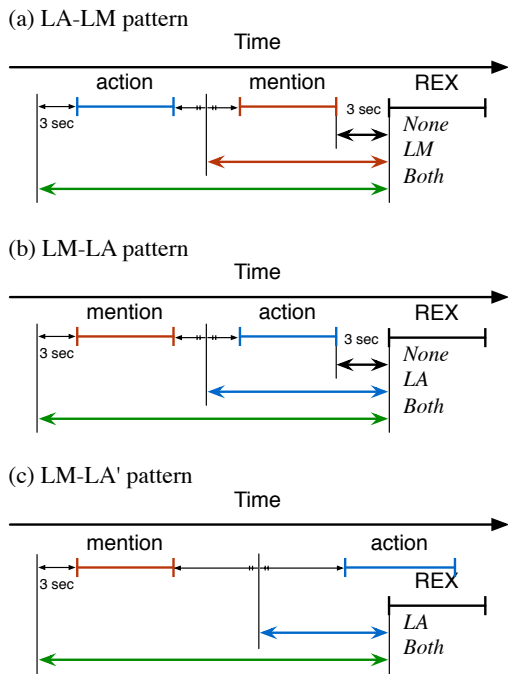 (a) LA-LM pattern
Time
action mention REX
3 sec 3 sec
None
LM
Both
(b) LM-LA pattern
Time
mention action REX
3 sec 3 sec
None
LA
Both
(c) LM-LA' pattern
Time
mention action
3 sec REX
LA
Both